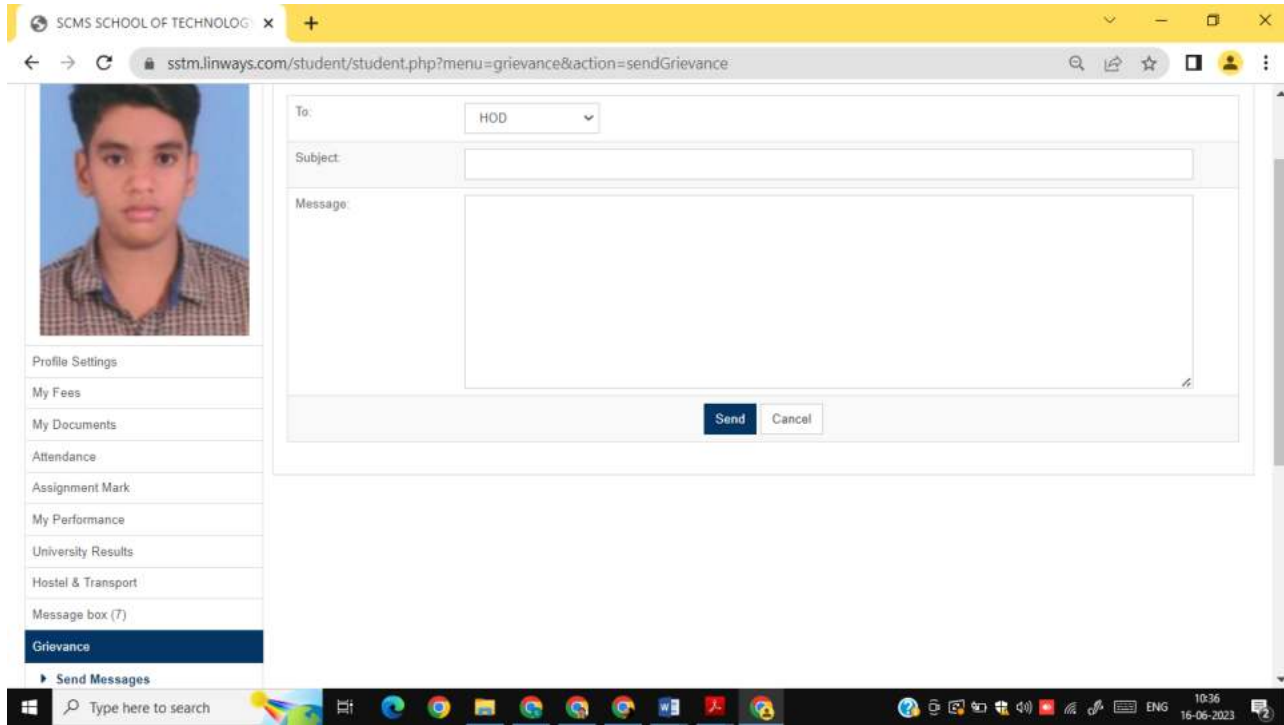 SCMS SCHOOL OF TECHNOLOG
sstm.linways.com/student/student.php?menu=grievance&action=sendGrievance
To:
HOD
Subject:
Message:
Send
Cancel
Profile Settings
My Fees
My Documents
Attendance
Assignment Mark
My Performance
University Results
Hostel & Transport
Message box (7)
Grievance
Send Messages
Type here to search
ENG
10:36
16-06-2023
2